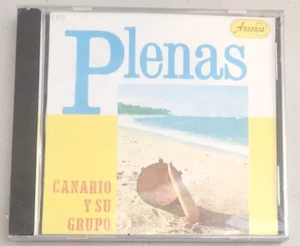 Ansonia
Plenas
CANARIO
Y SU
GRUPO